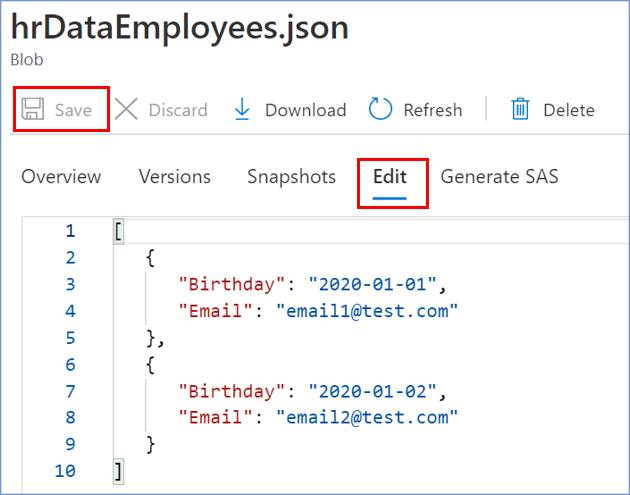 hrDataEmployees.json
Blob
Save Discard Download Refresh Delete
Overview Versions Snapshots Edit Generate SAS
1 [
2 {
3 "Birthday": "2020-01-01",
4 "Email": "email1@test.com"
5 },
6 {
7 "Birthday": "2020-01-02",
8 "Email": "email2@test.com"
9 }
10 ]